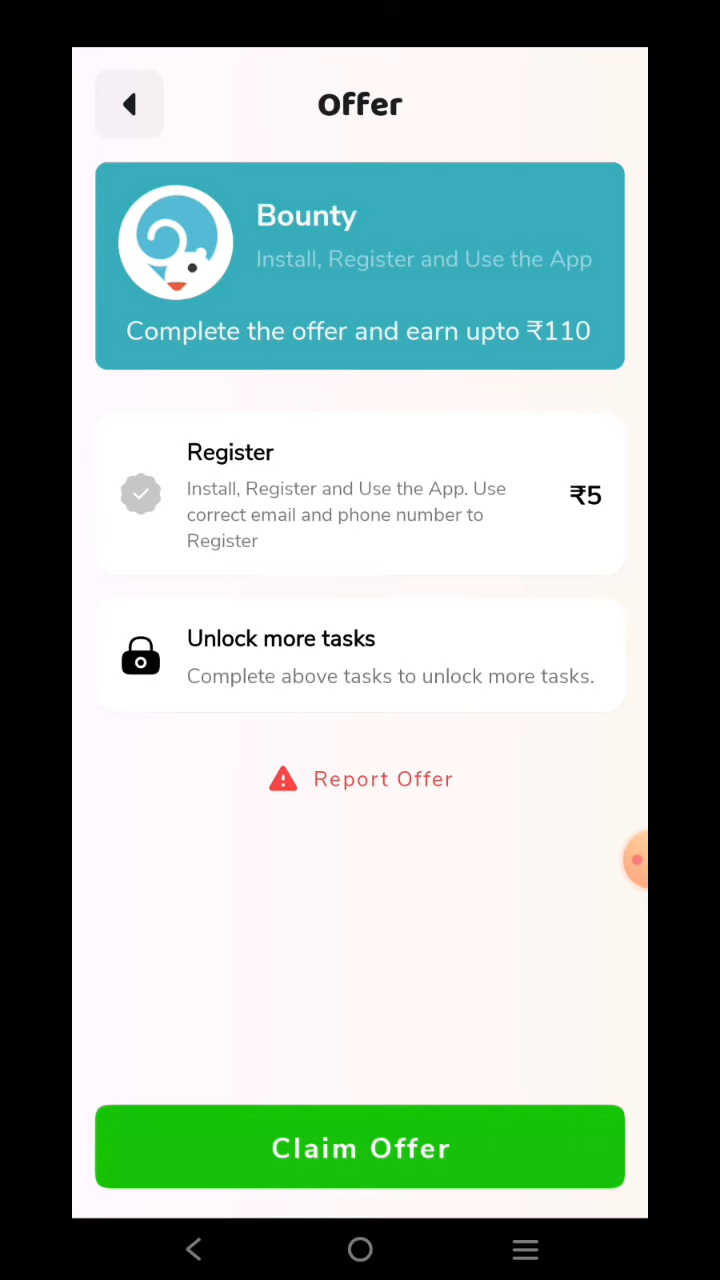 Offer
Bounty
Install, Register and Use the App
Complete the offer and earn upto ₹110
Register
Install, Register and Use the App. Use
correct email and phone number to
Register
₹5
Unlock more tasks
Complete above tasks to unlock more tasks.
Report Offer
Claim Offer